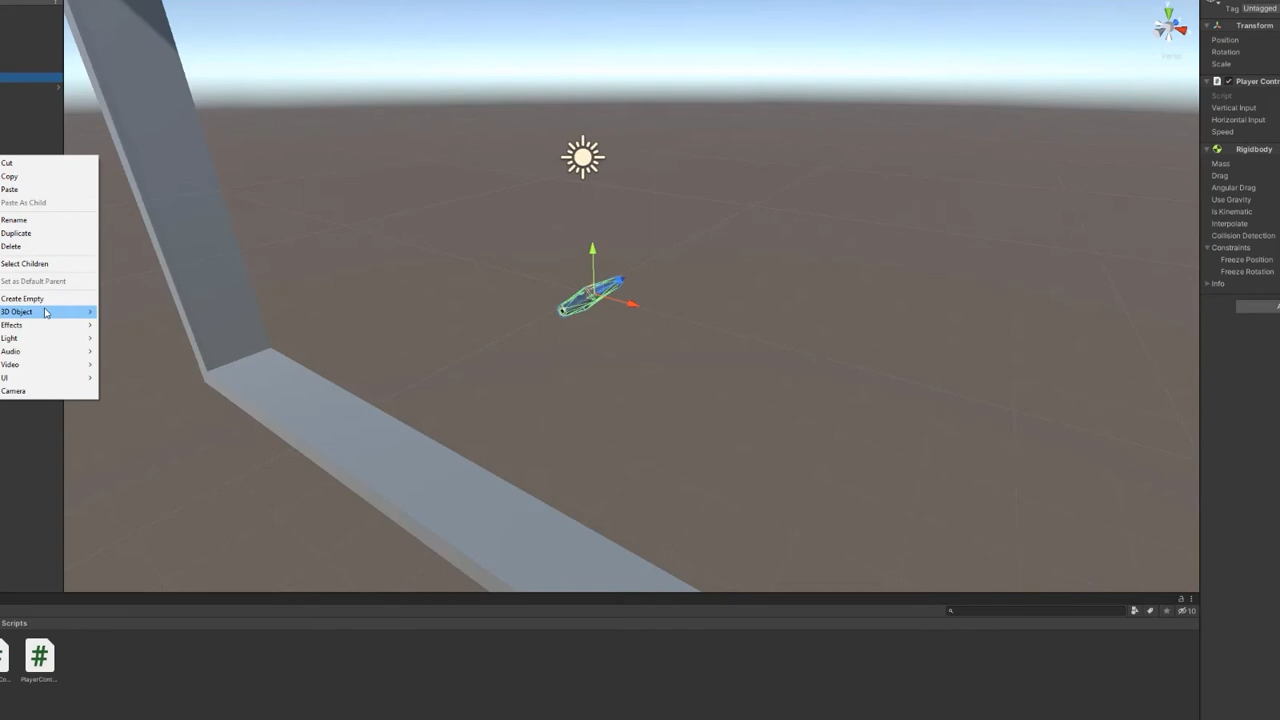 Cut
Copy
Paste
Paste As Child
Rename
Duplicate
Delete
Select Children
Set as Default Parent
Create Empty
3D Object
Effects
Light
Audio
Video
UI
Camera
Persp
Tag Untagged
Transform
Position
Rotation
Scale
Player Contr
Script
Vertical Input
Horizontal Input
Speed
Rigidbody
Mass
Drag
Angular Drag
Use Gravity
Is Kinematic
Interpolate
Collision Detection
Constraints
Freeze Position
Freeze Rotation
Info
10
Scripts
Co...
#
PlayerCont...